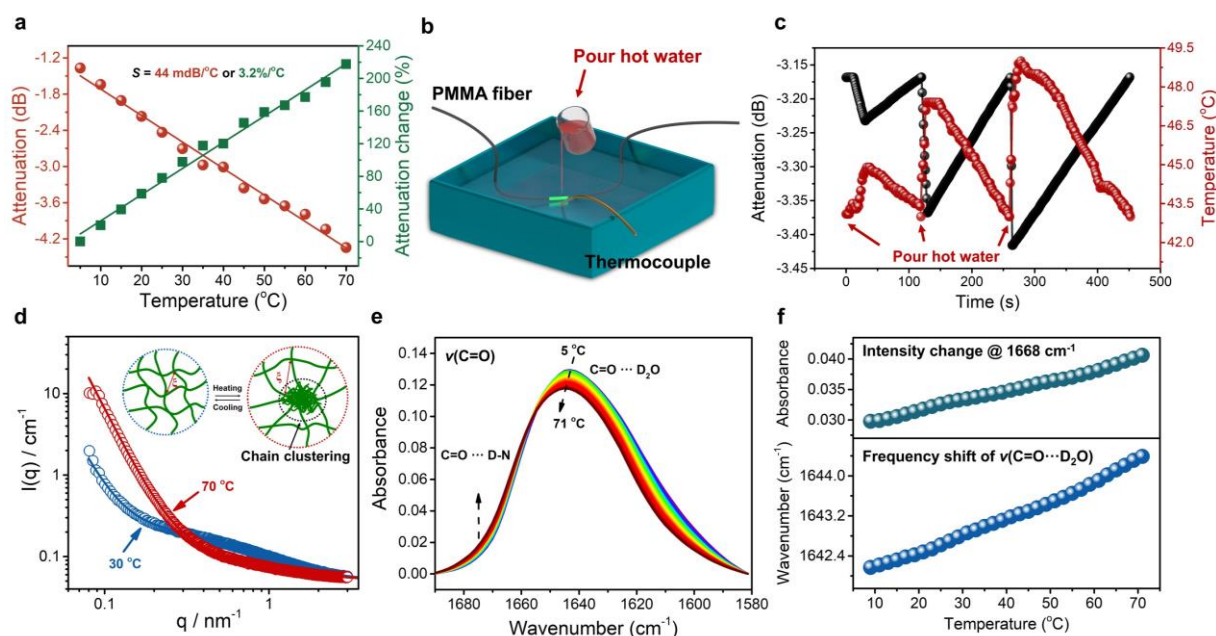 a
Attenuation (dB)
-1.2
-1.8
-2.4
-3.0
-3.6
-4.2
S = 44 mdB/°C or 3.2%/°C
240
200
160
120
80
40
0
Attenuation change (%)
0 10 20 30 40 50 60 70
Temperature (°C)
b
Pour hot water
PMMA fiber
Thermocouple
c
Attenuation (dB)
-3.15
-3.20
-3.25
-3.30
-3.35
-3.40
-3.45
49.5
48.0
46.5
45.0
43.5
42.0
Temperature (°C)
Pour hot water
0 100 200 300 400 500
Time (s)
d
I(q) / cm⁻¹
10
1
0.1
ξ
Heating
Cooling
ξ
Chain clustering
70 °C
30 °C
0.1 1
q / nm⁻¹
e
Absorbance
0.14
0.12
0.10
0.08
0.06
0.04
0.02
0.00
v(C=O)
5 °C
C=O ··· D₂O
71 °C
C=O ··· D-N
1680 1660 1640 1620 1600 1580
Wavenumber (cm⁻¹)
f
Absorbance
0.040
0.035
0.030
Intensity change @ 1668 cm⁻¹
Wavenumber (cm⁻¹)
1644.0
1643.2
1642.4
Frequency shift of v(C=O···D₂O)
10 20 30 40 50 60 70
Temperature (°C)